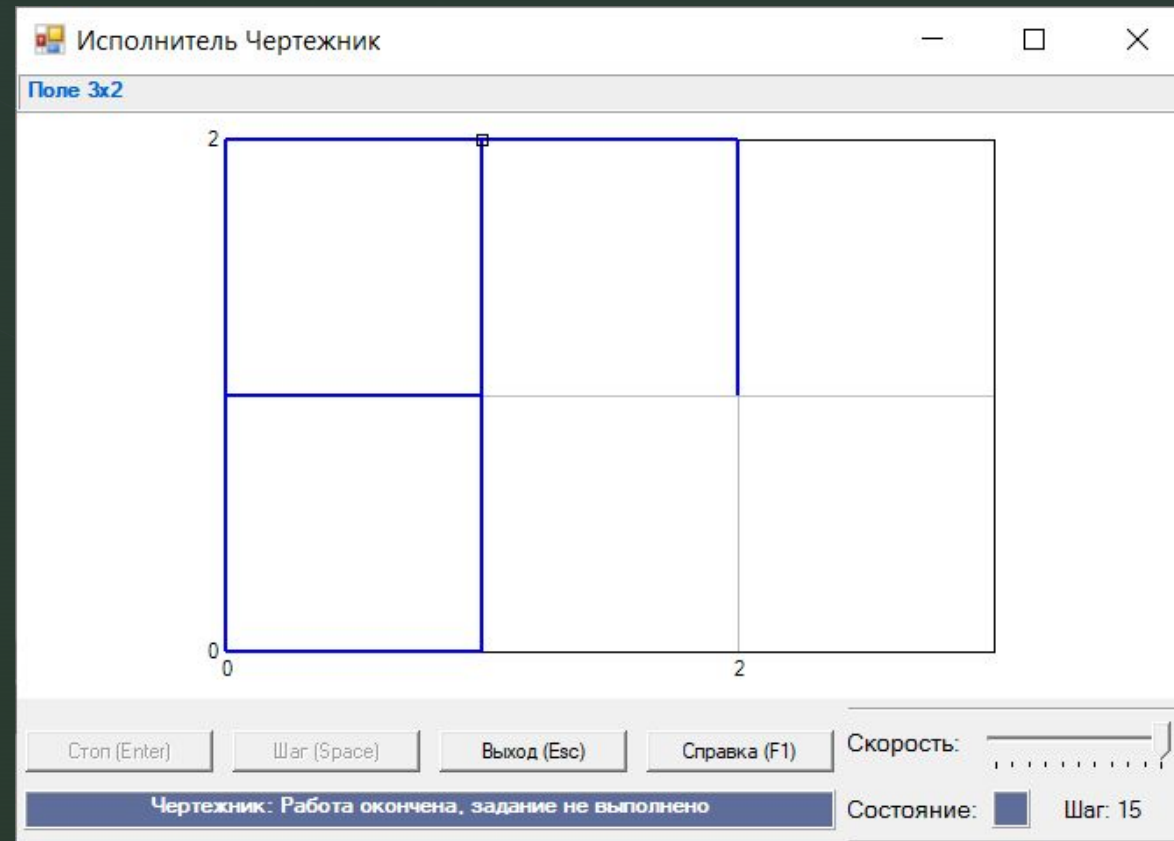 Исполнитель Чертежник
Поле 3x2
2
0
0 2
Стоп (Enter) Шаг (Space) Выход (Esc) Справка (F1) Скорость:
Чертежник: Работа окончена, задание не выполнено Состояние: Шаг: 15